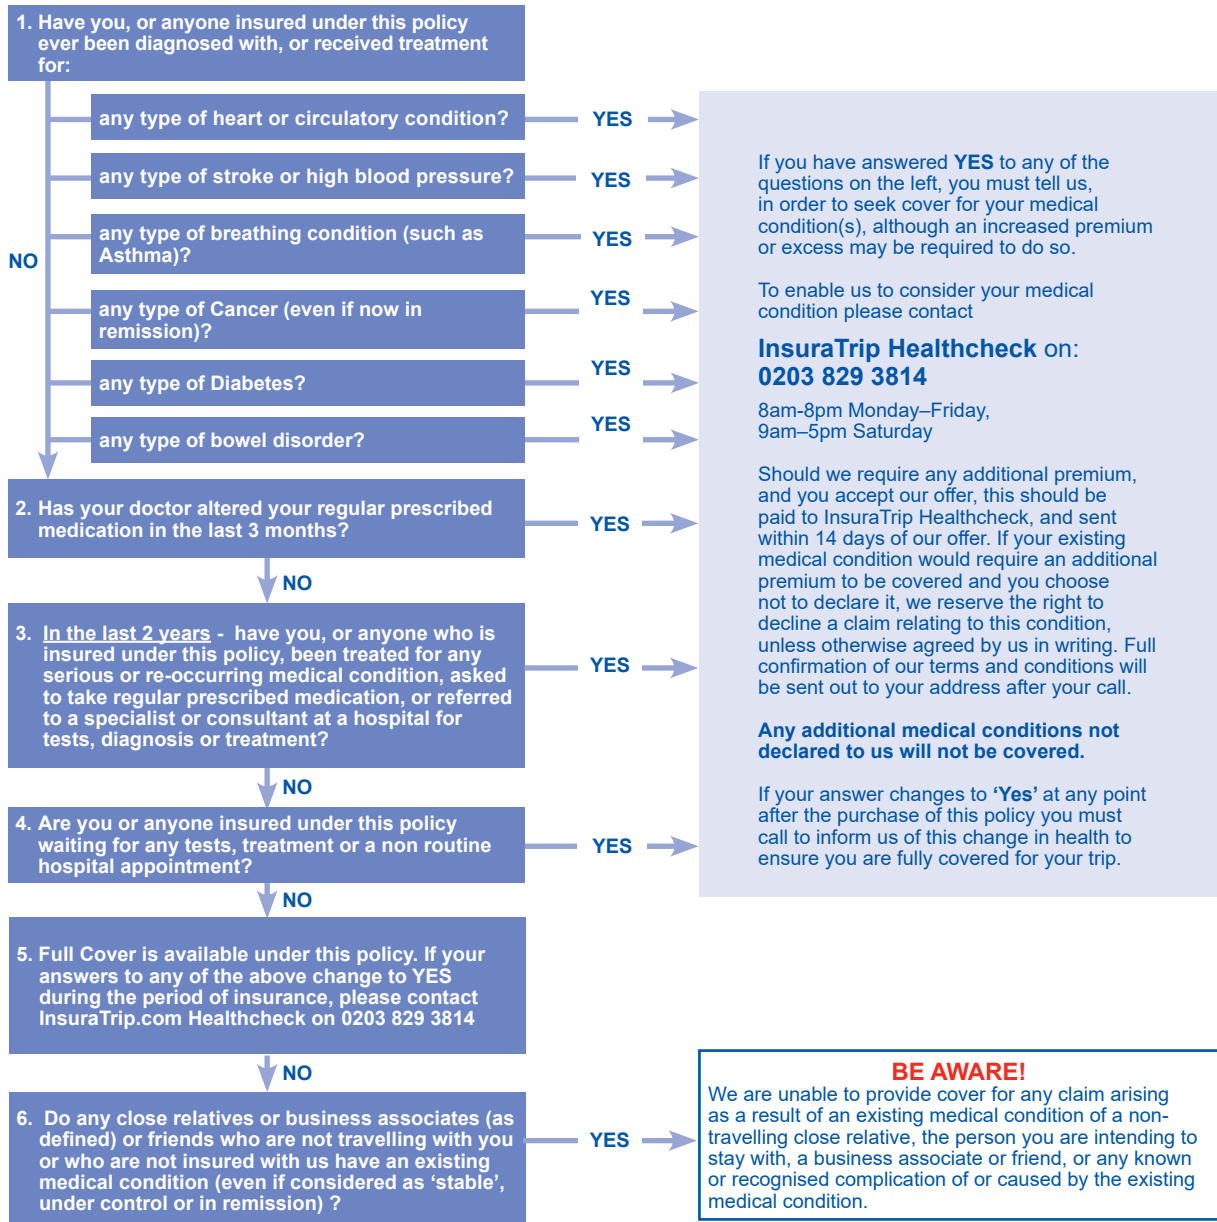 1. Have you, or anyone insured under this policy
ever been diagnosed with, or received treatment
for:
any type of heart or circulatory condition?
YES
any type of stroke or high blood pressure?
YES
any type of breathing condition (such as
Asthma)?
YES
NO
any type of Cancer (even if now in
remission)?
YES
any type of Diabetes?
YES
any type of bowel disorder?
YES
2. Has your doctor altered your regular prescribed
medication in the last 3 months?
YES
NO
3. In the last 2 years - have you, or anyone who is
insured under this policy, been treated for any
serious or re-occurring medical condition, asked
to take regular prescribed medication, or referred
to a specialist or consultant at a hospital for
tests, diagnosis or treatment?
YES
NO
4. Are you or anyone insured under this policy
waiting for any tests, treatment or a non routine
hospital appointment?
YES
NO
5. Full Cover is available under this policy. If your
answers to any of the above change to YES
during the period of insurance, please contact
InsuraTrip.com Healthcheck on 0203 829 3814
NO
6. Do any close relatives or business associates (as
defined) or friends who are not travelling with you
or who are not insured with us have an existing
medical condition (even if considered as ‘stable’,
under control or in remission) ?
YES
If you have answered YES to any of the
questions on the left, you must tell us,
in order to seek cover for your medical
condition(s), although an increased premium
or excess may be required to do so.
To enable us to consider your medical
condition please contact
InsuraTrip Healthcheck on:
0203 829 3814
8am-8pm Monday–Friday,
9am–5pm Saturday
Should we require any additional premium,
and you accept our offer, this should be
paid to InsuraTrip Healthcheck, and sent
within 14 days of our offer. If your existing
medical condition would require an additional
premium to be covered and you choose
not to declare it, we reserve the right to
decline a claim relating to this condition,
unless otherwise agreed by us in writing. Full
confirmation of our terms and conditions will
be sent out to your address after your call.
Any additional medical conditions not
declared to us will not be covered.
If your answer changes to ‘Yes’ at any point
after the purchase of this policy you must
call to inform us of this change in health to
ensure you are fully covered for your trip.
BE AWARE!
We are unable to provide cover for any claim arising
as a result of an existing medical condition of a non-
travelling close relative, the person you are intending to
stay with, a business associate or friend, or any known
or recognised complication of or caused by the existing
medical condition.